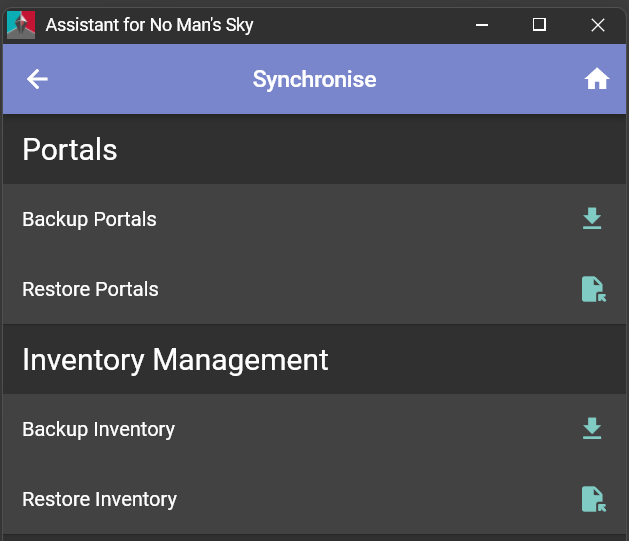 Assistant for No Man's Sky
Synchronise
Portals
Backup Portals
Restore Portals
Inventory Management
Backup Inventory
Restore Inventory